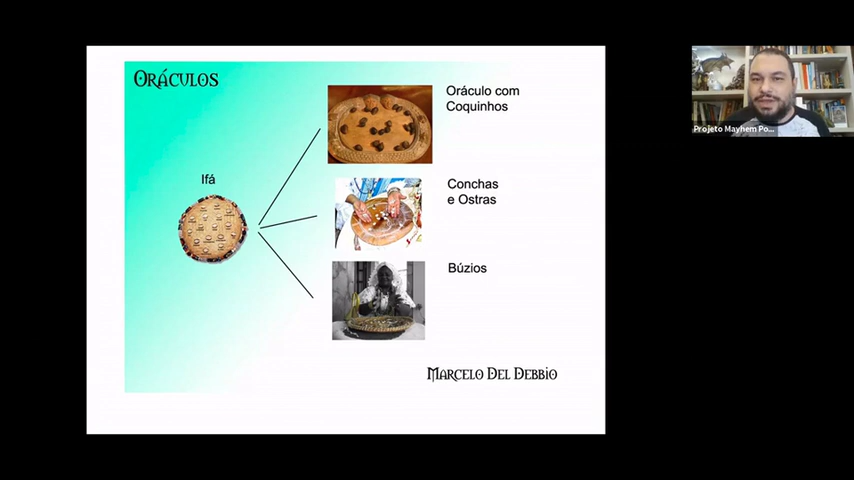 Oráculos
Oráculo com
Coquinhos
Ifá
Conchas
e Ostras
Búzios
Marcelo Del Debbio
Projeto Mayhem Po...